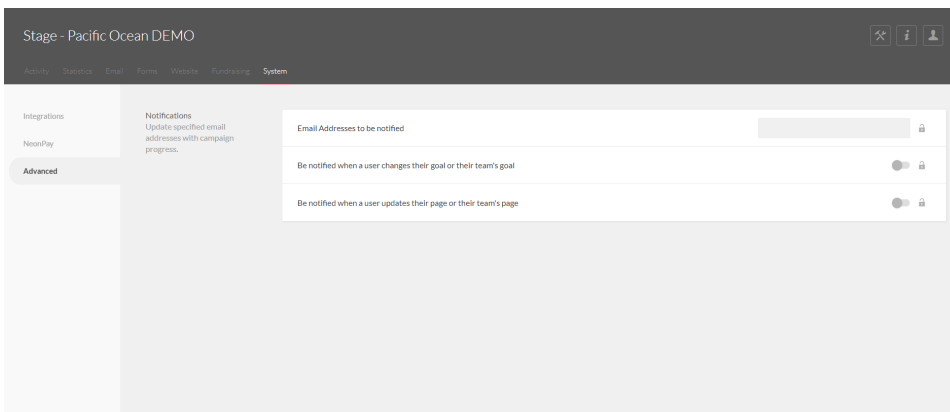 Stage - Pacific Ocean DEMO
Activity Statistics Email Forms Website Fundraising System
Integrations
NeonPay
Advanced
Notifications
Update specified email
addresses with campaign
progress.
Email Addresses to be notified
Be notified when a user changes their goal or their team's goal
Be notified when a user updates their page or their team's page